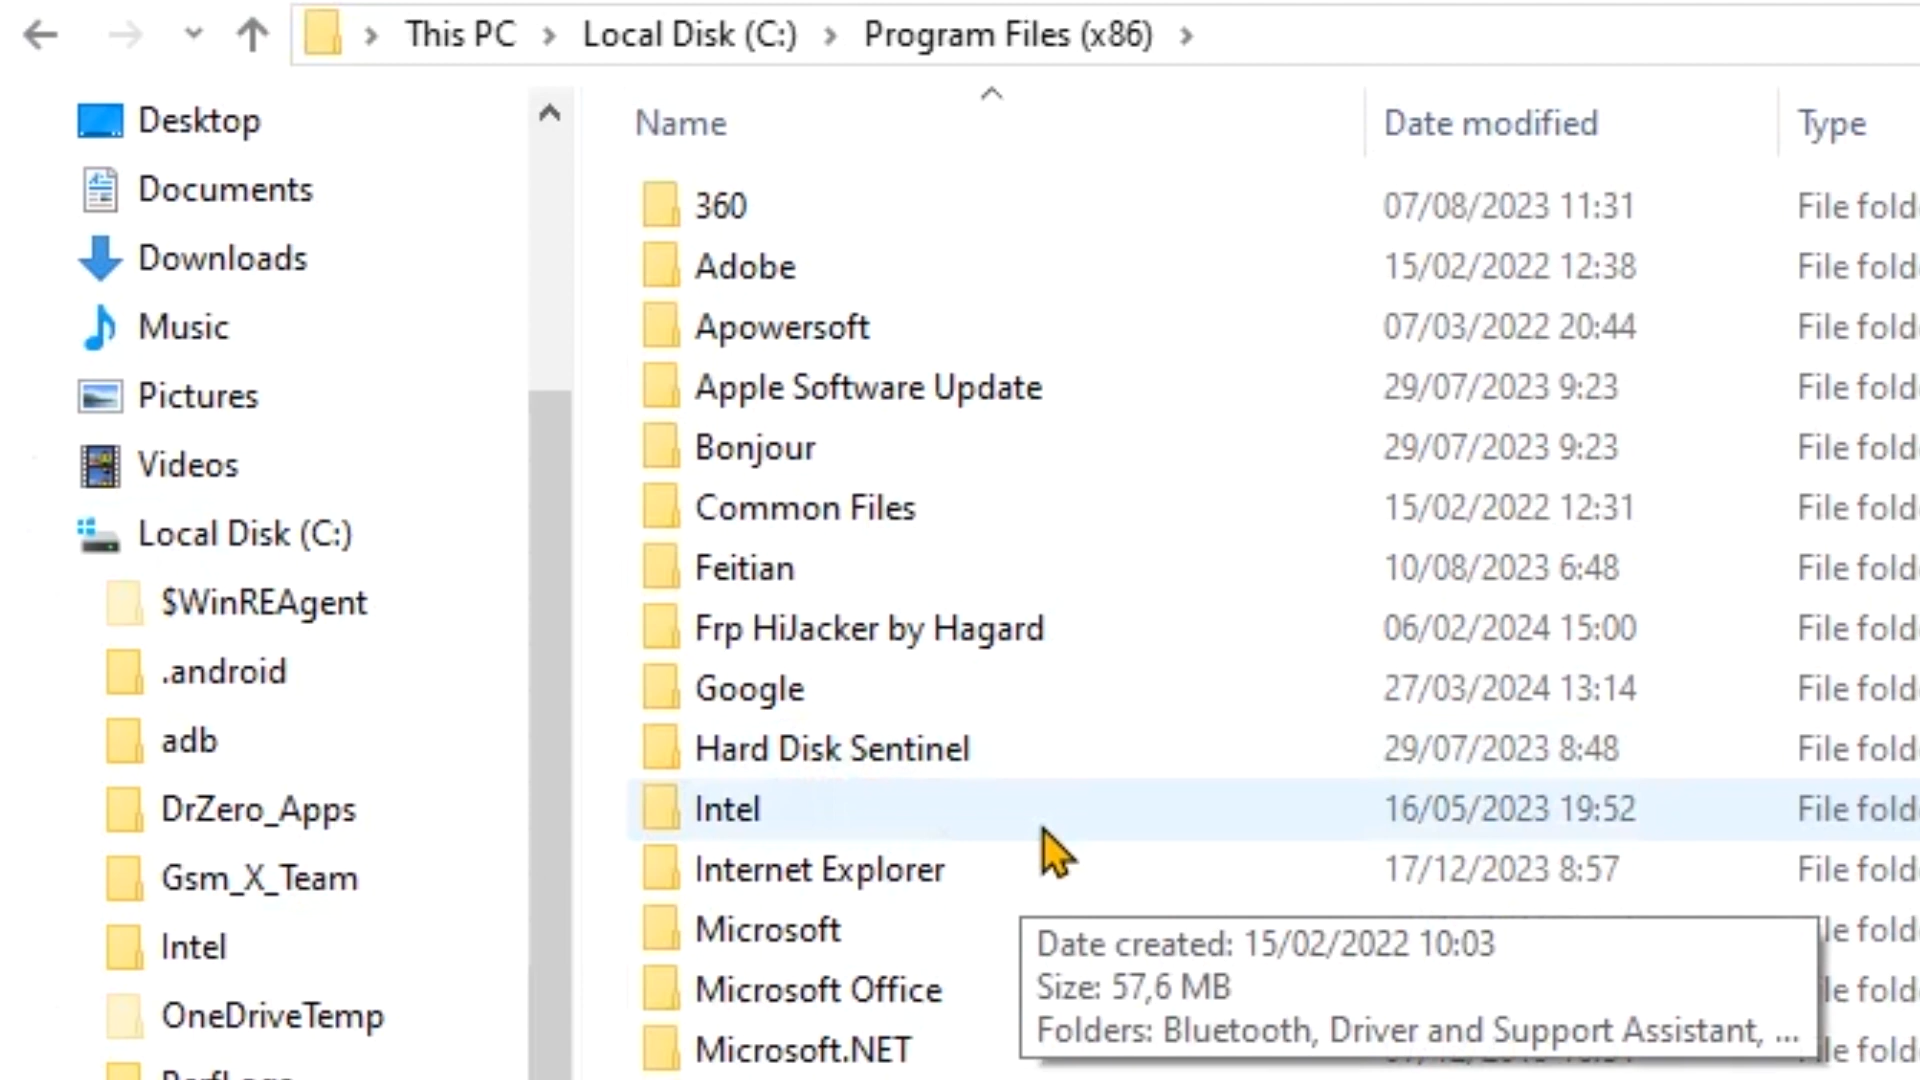 This PC > Local Disk (C:) > Program Files (x86) >
Desktop
Documents
Downloads
Music
Pictures
Videos
Local Disk (C:)
$WinREAgent
.android
adb
DrZero_Apps
Gsm_X_Team
Intel
OneDriveTemp
Name Date modified Type
360 07/08/2023 11:31 File fold
Adobe 15/02/2022 12:38 File fold
Apowersoft 07/03/2022 20:44 File fold
Apple Software Update 29/07/2023 9:23 File fold
Bonjour 29/07/2023 9:23 File fold
Common Files 15/02/2022 12:31 File fold
Feitian 10/08/2023 6:48 File fold
Frp HiJacker by Hagard 06/02/2024 15:00 File fold
Google 27/03/2024 13:14 File fold
Hard Disk Sentinel 29/07/2023 8:48 File fold
Intel 16/05/2023 19:52 File fold
Internet Explorer 17/12/2023 8:57 File fold
Microsoft le fold
Microsoft Office le fold
Microsoft.NET le fold
Date created: 15/02/2022 10:03
Size: 57,6 MB
Folders: Bluetooth, Driver and Support Assistant, ...